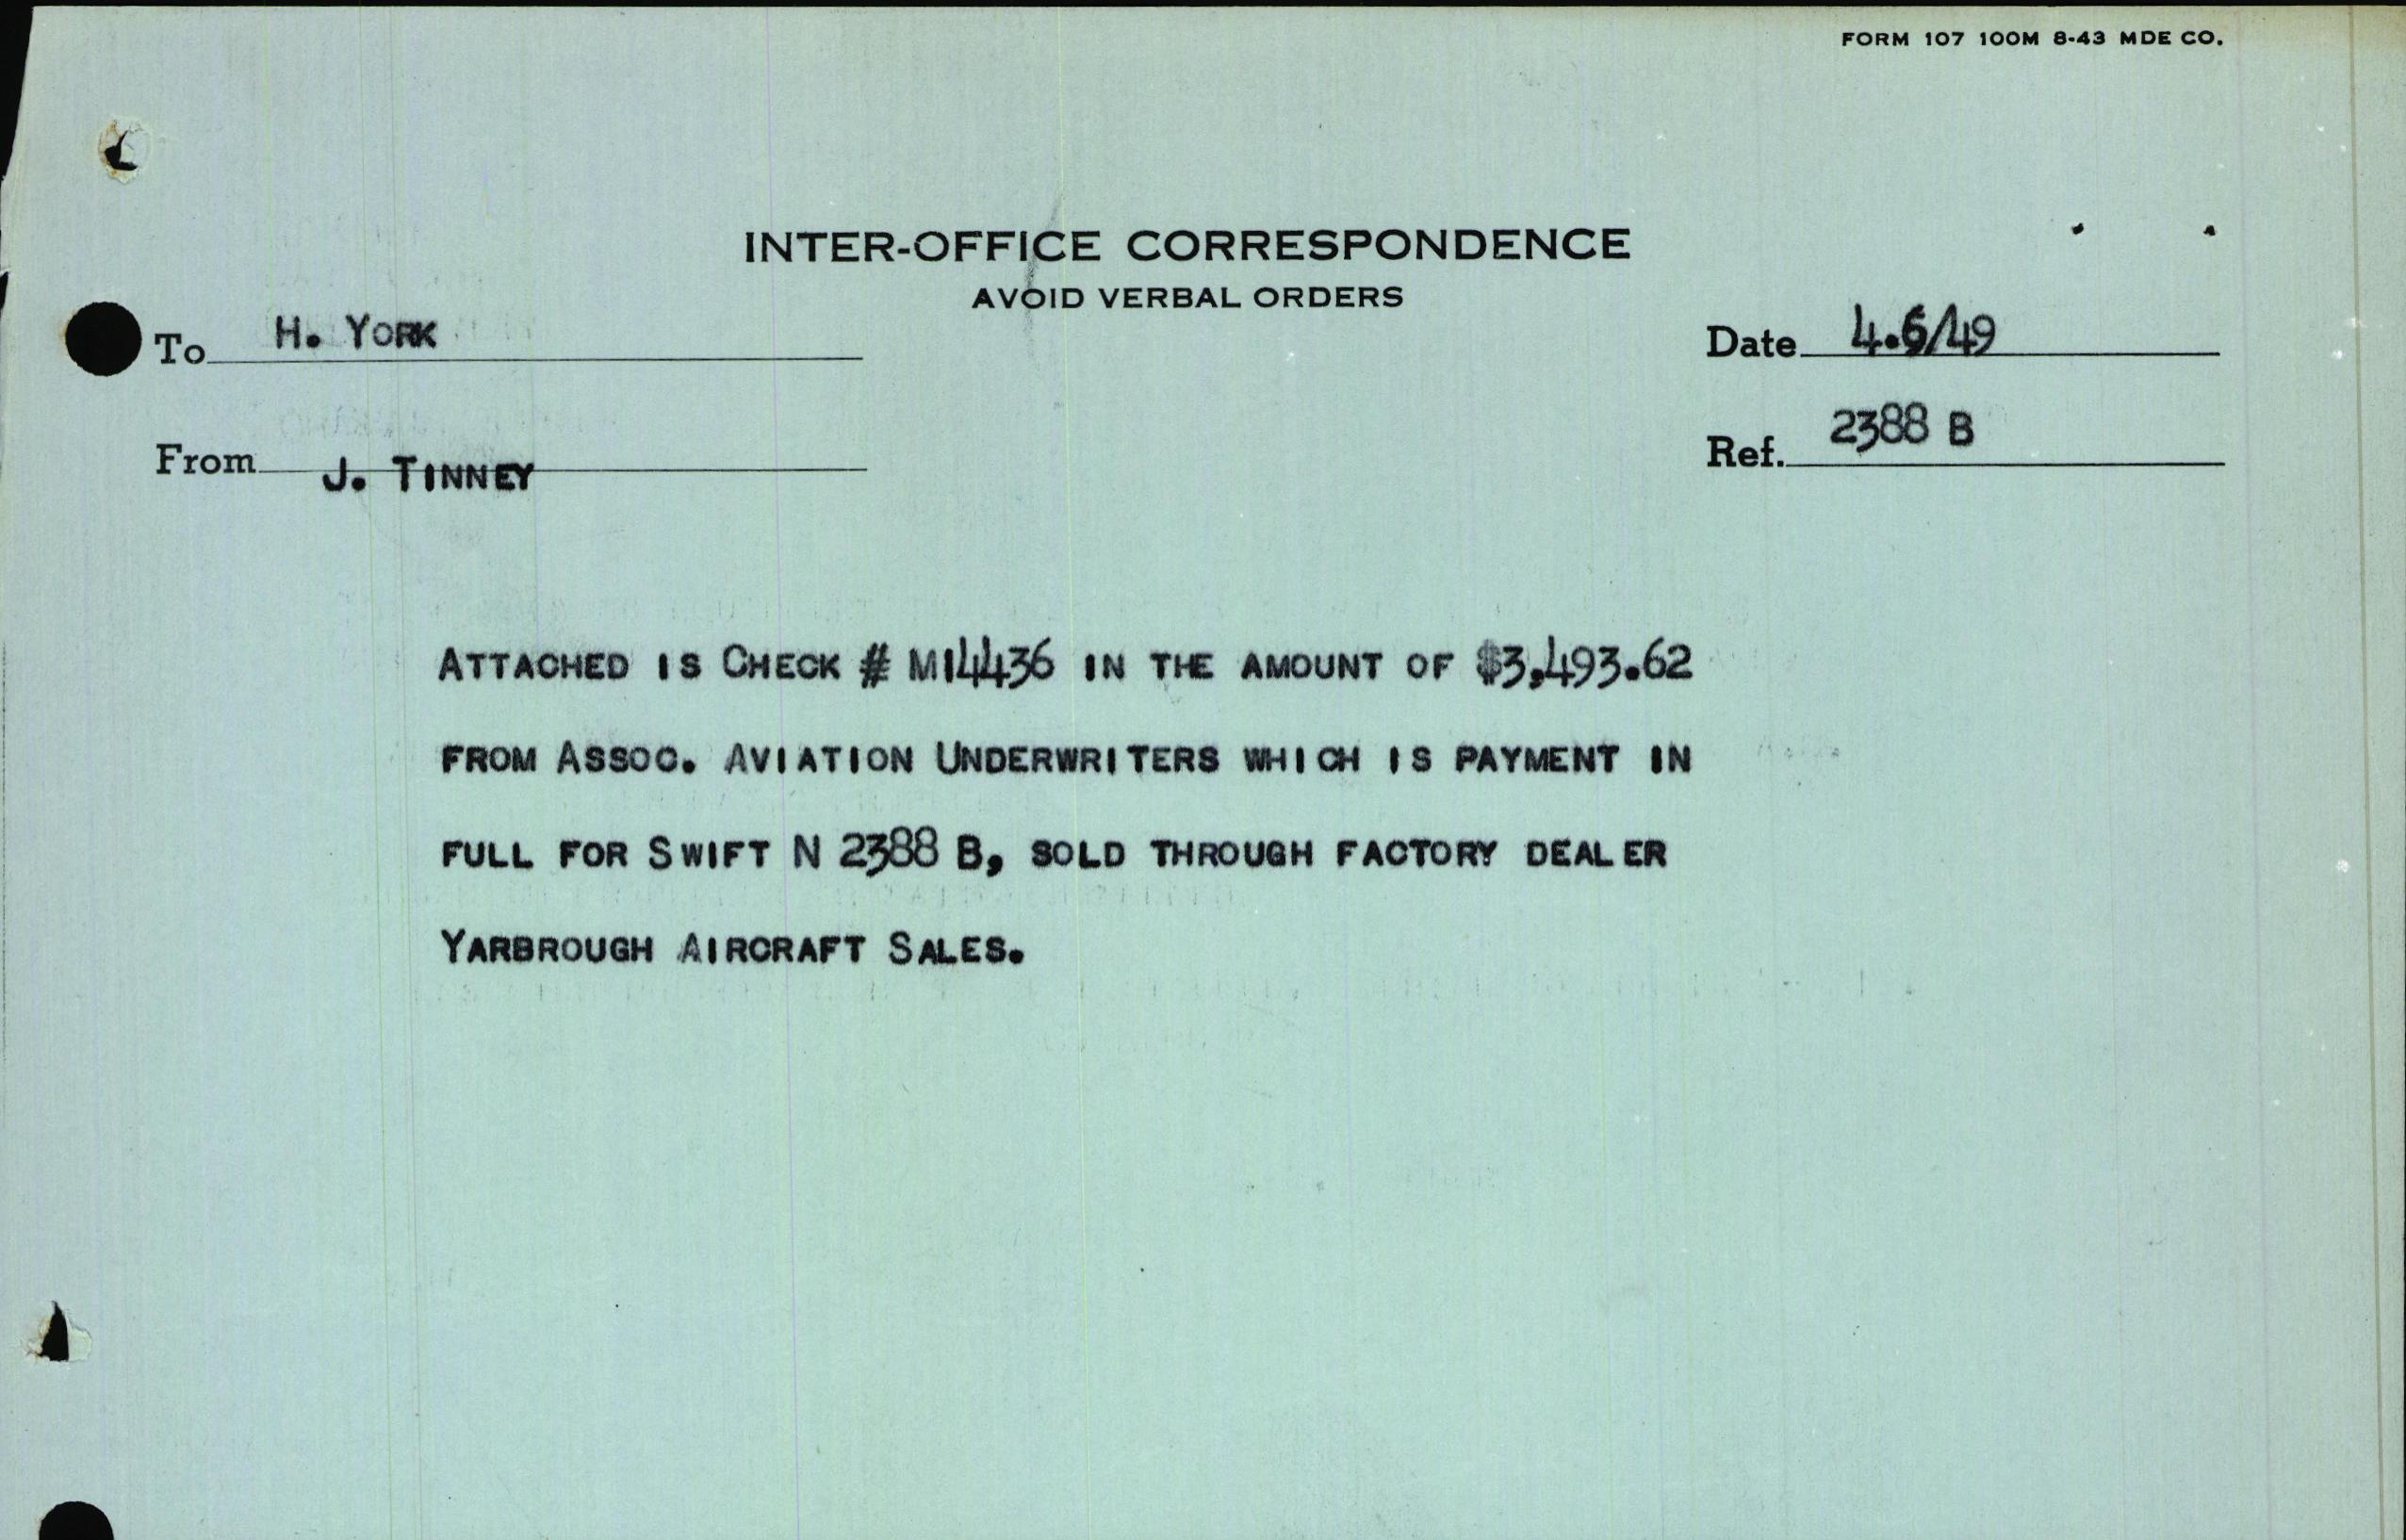 FORM 107 100M 8-43 MDE CO.
INTER-OFFICE CORRESPONDENCE
AVOID VERBAL ORDERS
To H. YORK
Date 4.6/49
From J. TINNEY
Ref. 2388 B
ATTACHED IS CHECK # M14436 IN THE AMOUNT OF $3,493.62
FROM ASSOC. AVIATION UNDERWRITERS WHICH IS PAYMENT IN
FULL FOR SWIFT N 2388 B, SOLD THROUGH FACTORY DEALER
YARBROUGH AIRCRAFT SALES.